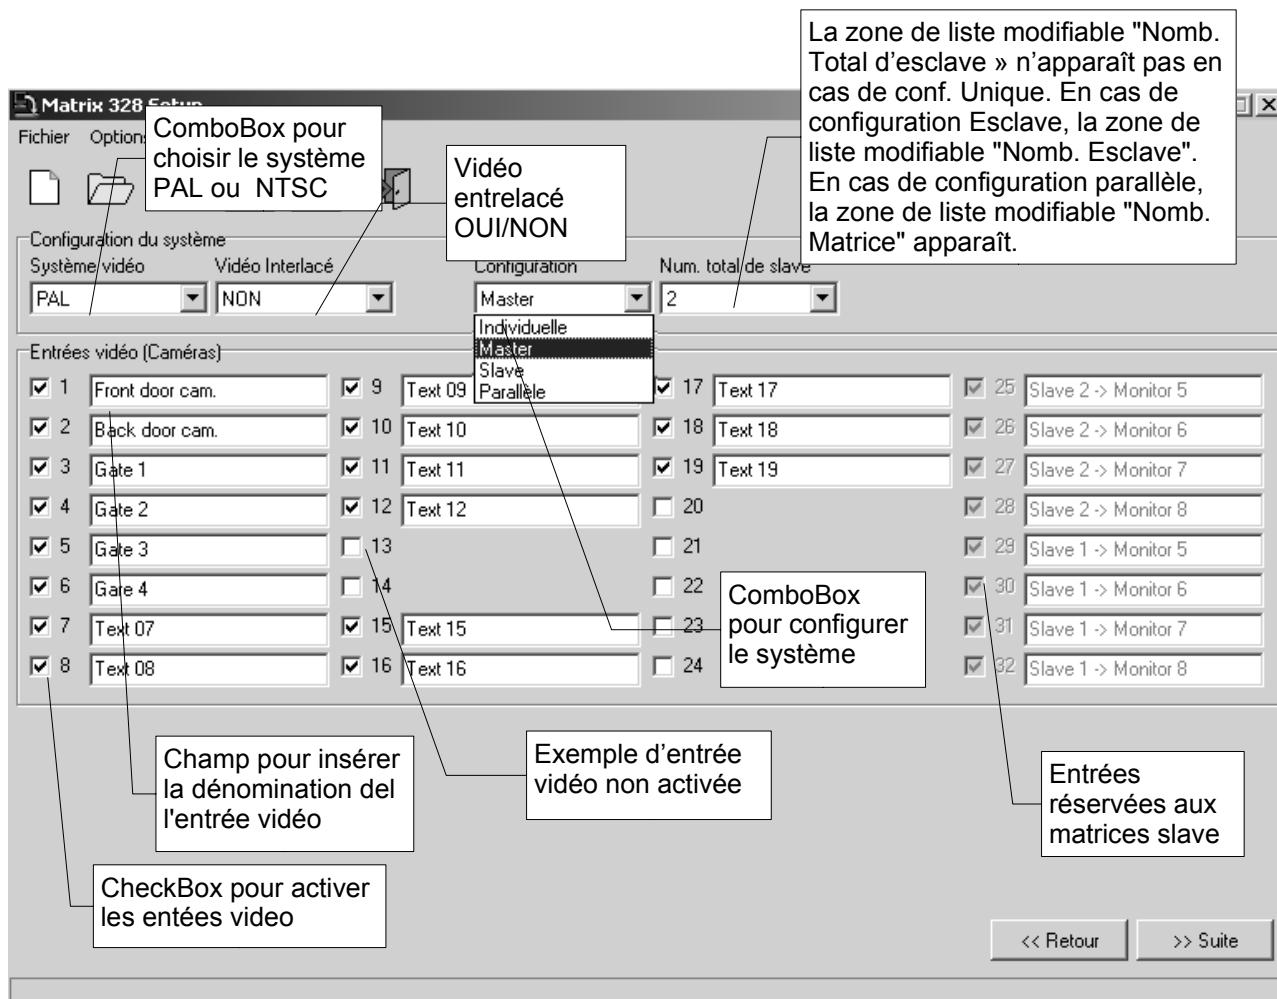 La zone de liste modifiable "Nomb.
Total d'esclave » n'apparaît pas en
cas de conf. Unique. En cas de
configuration Esclave, la zone de
liste modifiable "Nomb. Esclave".
En cas de configuration parallèle,
la zone de liste modifiable "Nomb.
Matrice" apparaît.
Matrix 328 Setup
Fichier Options
ComboBox pour
choisir le système
PAL ou NTSC
Vidéo
entrelacé
OUI/NON
Configuration du système
Système vidéo Vidéo Interlacé Configuration Num. total de slave
PAL NON Master 2
Individuelle
Master
Slave
Parallèle
Entrées vidéo (Caméras)
1 Front door cam. 9 Text 09 17 Text 17 25 Slave 2 -> Monitor 5
2 Back door cam. 10 Text 10 18 Text 18 26 Slave 2 -> Monitor 6
3 Gate 1 11 Text 11 19 Text 19 27 Slave 2 -> Monitor 7
4 Gate 2 12 Text 12 20 28 Slave 2 -> Monitor 8
5 Gate 3 13 21 29 Slave 1 -> Monitor 5
6 Gare 4 14 22 30 Slave 1 -> Monitor 6
7 Text 07 15 Text 15 23 31 Slave 1 -> Monitor 7
8 Text 08 16 Text 16 24 32 Slave 1 -> Monitor 8
ComboBox
pour configurer
le système
Champ pour insérer
la dénomination del
l'entrée vidéo
Exemple d'entrée
vidéo non activée
Entrées
réservées aux
matrices slave
CheckBox pour activer
les entées video
<< Retour >> Suite